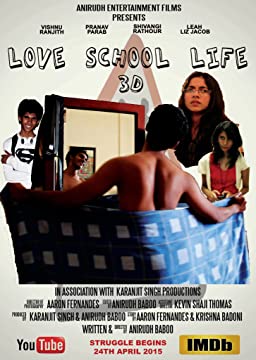 ANIRUDH ENTERTAINMENT FILMS
PRESENTS
VISHNU RANJITH
PRANAV PARAB
SHIVANGI RATHOUR
LEAH LIZ JACOB
LOVE SCHOOL LIFE
3D
IN ASSOCIATION WITH KARANJIT SINGH ENTERTAINMENT
AARON FERNANDES ANIRUDH BABOO KEVIN SHAJI THOMAS
KARANJIT SINGH & ANIRUDH BABOO AARON FERNANDES & KRISHNA BADONI
WRITTEN & ANIRUDH BABOO
YouTube
STRUGGLE BEGINS
24TH APRIL 2015
IMDb